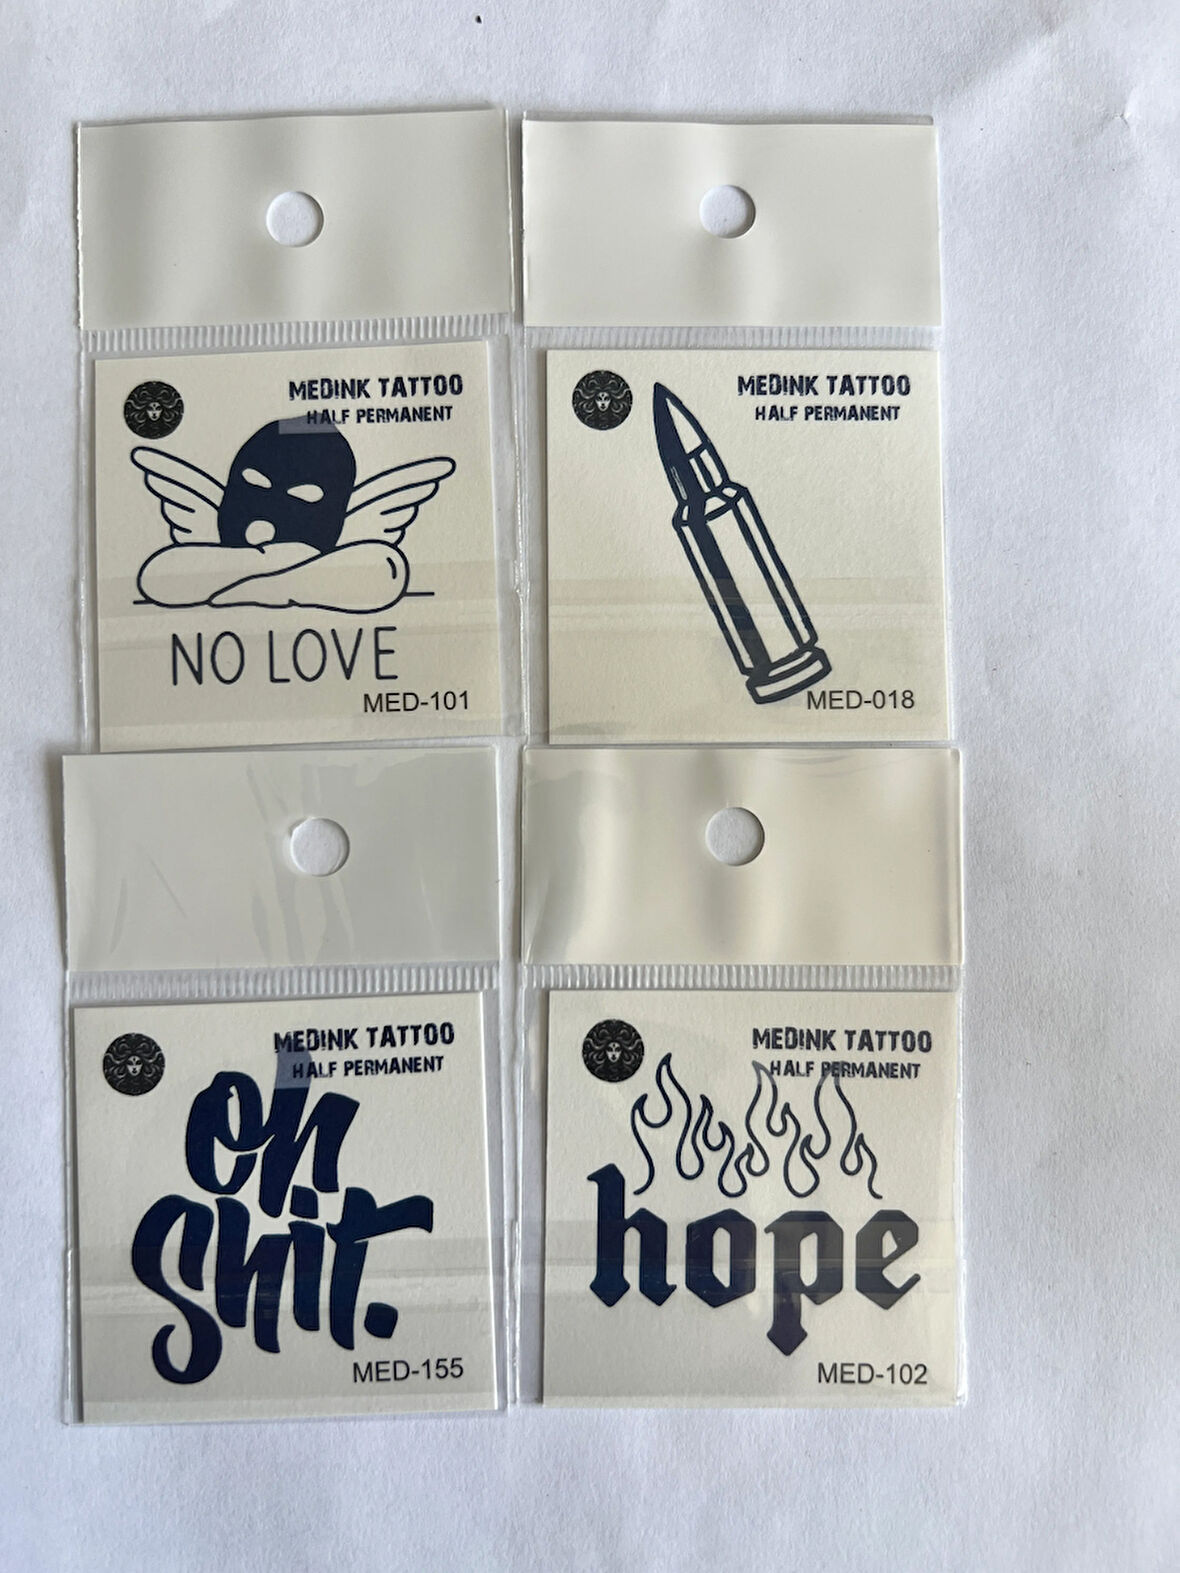 MEDINK TATTOO
HALF PERMANENT
NO LOVE
MED-101
MEDINK TATTOO
HALF PERMANENT
MED-018
MEDINK TATTOO
HALF PERMANENT
oh
shit.
MED-155
MEDINK TATTOO
HALF PERMANENT
hope
MED-102